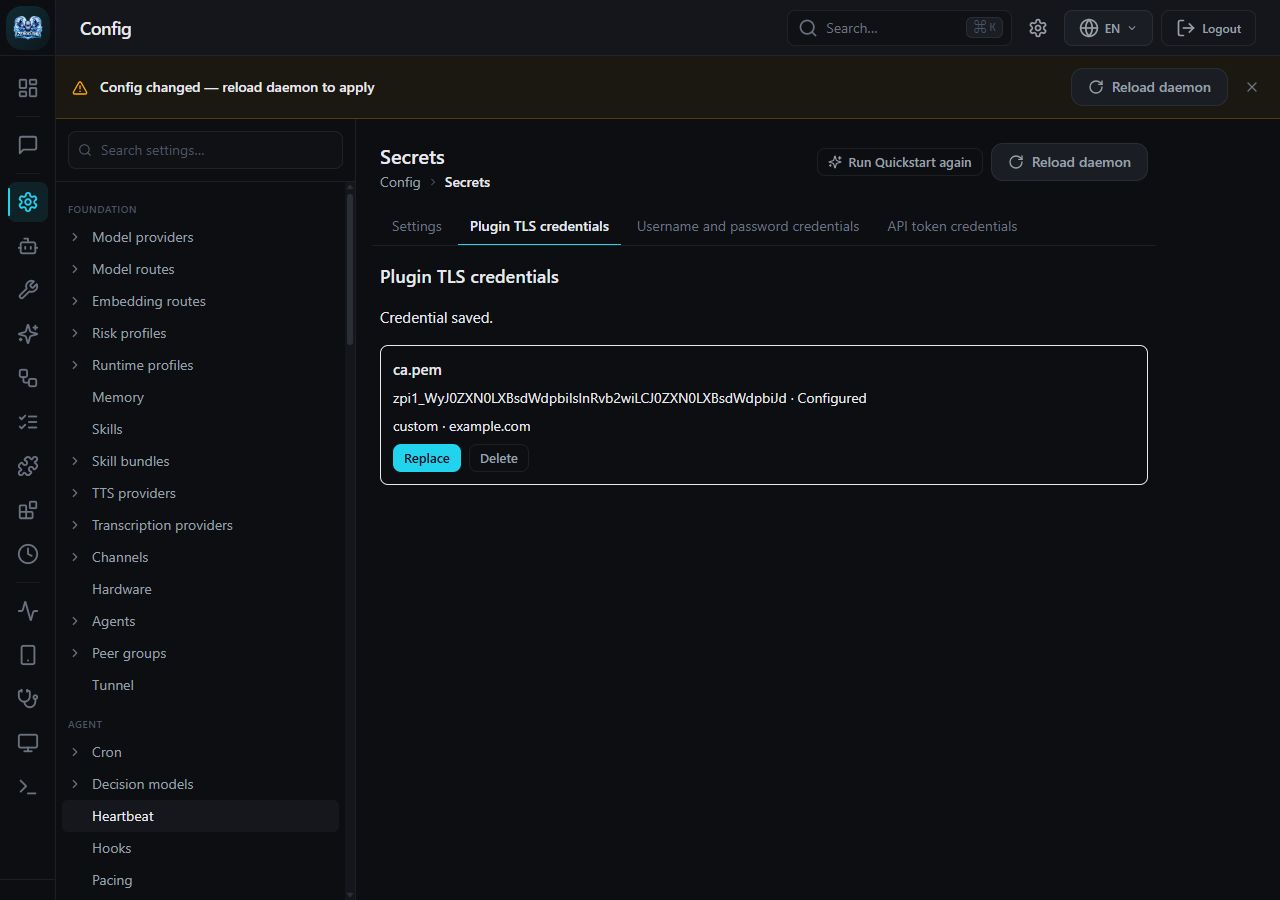 Config
Search...
⌘K
EN
Logout
Config changed — reload daemon to apply
Reload daemon
Search settings...
FOUNDATION
Model providers
Model routes
Embedding routes
Risk profiles
Runtime profiles
Memory
Skills
Skill bundles
TTS providers
Transcription providers
Channels
Hardware
Agents
Peer groups
Tunnel
AGENT
Cron
Decision models
Heartbeat
Hooks
Pacing
Secrets
Config > Secrets
Run Quickstart again
Reload daemon
Settings
Plugin TLS credentials
Username and password credentials
API token credentials
Plugin TLS credentials
Credential saved.
ca.pem
zpi1_WyJ0ZXN0LXBsdWdpbiIsInRvb2wiLCJ0ZXN0LXBsdWdpbiJd · Configured
custom · example.com
Replace
Delete